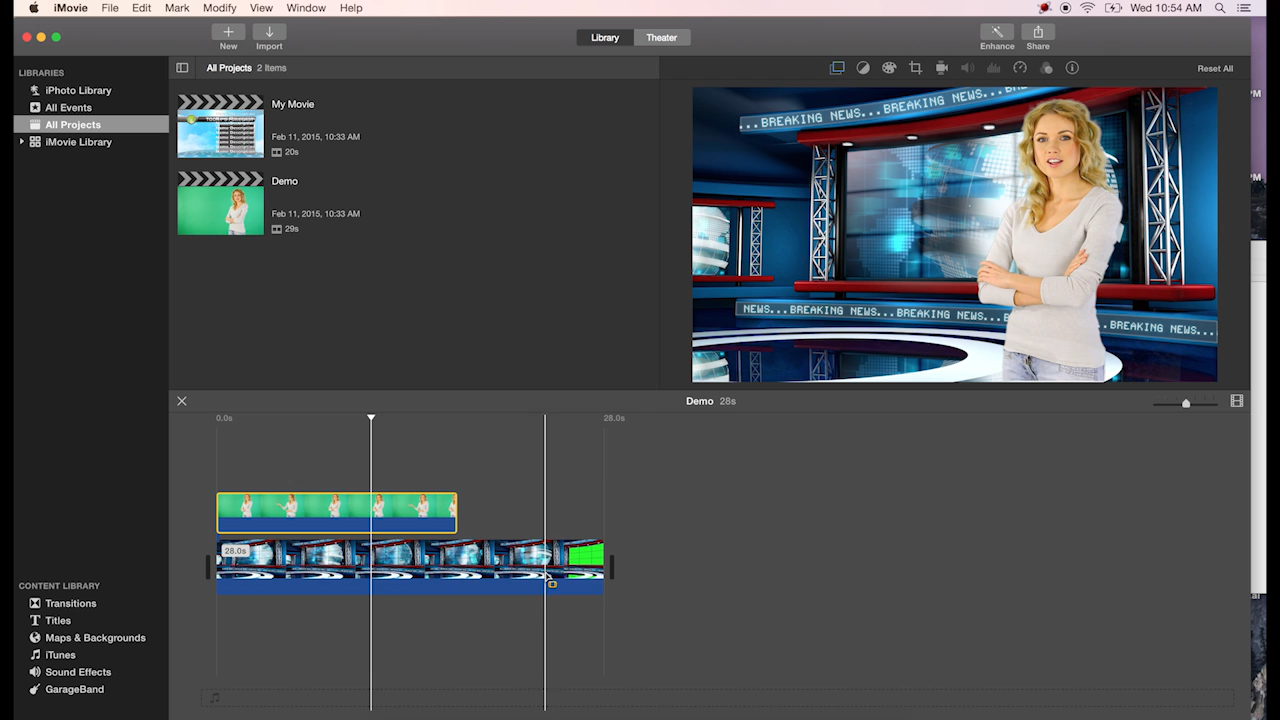 iMovie File Edit Mark Modify View Window Help Wed 10:54 AM
New Import Library Theater Enhance Share
LIBRARIES
iPhoto Library
All Events
All Projects
iMovie Library
All Projects 2 Items
Reset All
My Movie
Feb 11, 2015, 10:33 AM
20s
Demo
Feb 11, 2015, 10:33 AM
29s
...BREAKING NEWS...BREAKING NEWS...
NEWS...BREAKING NEWS...BREAKING NEWS...B
...BREAKING NEWS...
PM
PM
Demo 28s
0.0s 28.0s
28.0s
CONTENT LIBRARY
Transitions
Titles
Maps & Backgrounds
iTunes
Sound Effects
GarageBand